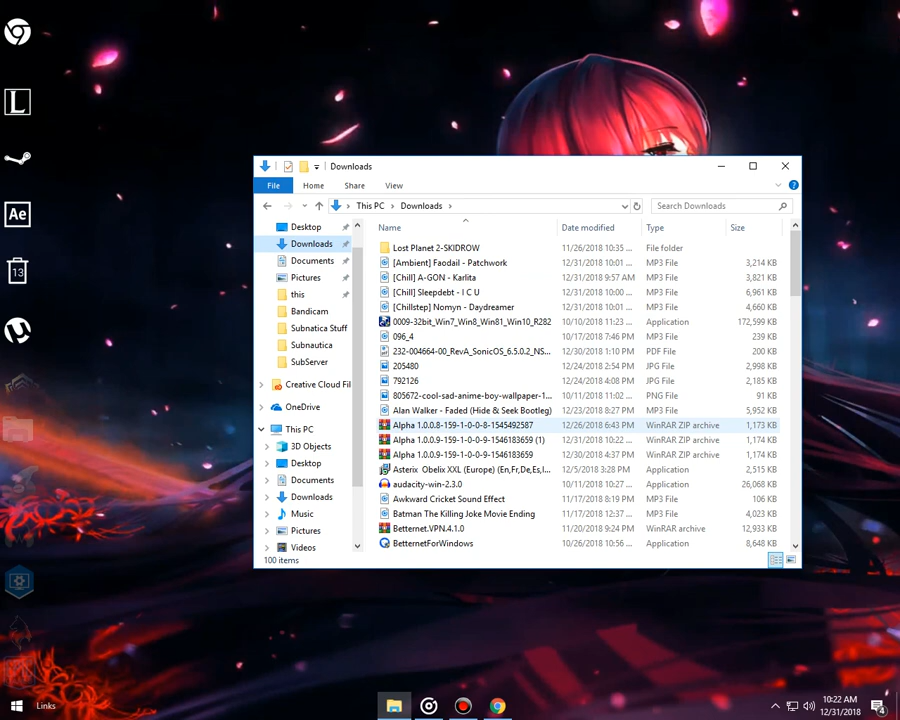 L
Ae
13
Downloads
File Home Share View
This PC Downloads Search Downloads
Name Date modified Type Size
Desktop
Downloads
Documents
Pictures
this
Bandicam
Subnatica Stuff
Subnautica
SubServer
Creative Cloud Fil
OneDrive
This PC
3D Objects
Desktop
Documents
Downloads
Music
Pictures
Videos
Lost Planet 2-SKIDROW 11/26/2018 10:35 ... File folder
[Ambient] Faodail - Patchwork 12/31/2018 10:01 ... MP3 File 3,214 KB
[Chill] A-GON - Karlita 12/31/2018 9:57 AM MP3 File 3,821 KB
[Chill] Sleepdebt - I C U 12/31/2018 10:00 ... MP3 File 6,961 KB
[Chillstep] Nomyn - Daydreamer 12/31/2018 10:01 ... MP3 File 4,660 KB
0009-32bit_Win7_Win8_Win81_Win10_R282 10/10/2018 11:23 ... Application 172,599 KB
096_4 10/17/2018 7:46 PM MP3 File 239 KB
232-004664-00_RevA_SonicOS_6.5.0.2_NS... 12/30/2018 1:10 PM PDF File 200 KB
205480 12/24/2018 2:54 PM JPG File 2,998 KB
792126 12/24/2018 4:08 PM JPG File 2,185 KB
805672-cool-sad-anime-boy-wallpaper-1... 10/11/2018 11:02 ... PNG File 91 KB
Alan Walker - Faded (Hide & Seek Bootleg) 12/23/2018 8:27 PM MP3 File 5,952 KB
Alpha 1.0.0.8-159-1-0-0-8-1545492587 12/26/2018 6:43 PM WinRAR ZIP archive 1,173 KB
Alpha 1.0.0.9-159-1-0-0-9-1546183659 (1) 12/31/2018 10:22 ... WinRAR ZIP archive 1,174 KB
Alpha 1.0.0.9-159-1-0-0-9-1546183659 12/30/2018 4:37 PM WinRAR ZIP archive 1,174 KB
Asterix Obelix XXL (Europe) (En,Fr,De,Es,I... 12/5/2018 3:28 PM Application 2,515 KB
audacity-win-2.3.0 10/11/2018 10:27 ... Application 26,068 KB
Awkward Cricket Sound Effect 11/17/2018 8:19 PM MP3 File 106 KB
Batman The Killing Joke Movie Ending 11/17/2018 12:37 ... MP3 File 4,023 KB
Betternet.VPN.4.1.0 11/20/2018 9:24 PM WinRAR archive 12,933 KB
BetternetForWindows 10/26/2018 10:56 ... Application 8,648 KB
100 items
Links
10:22 AM
12/31/2018
4